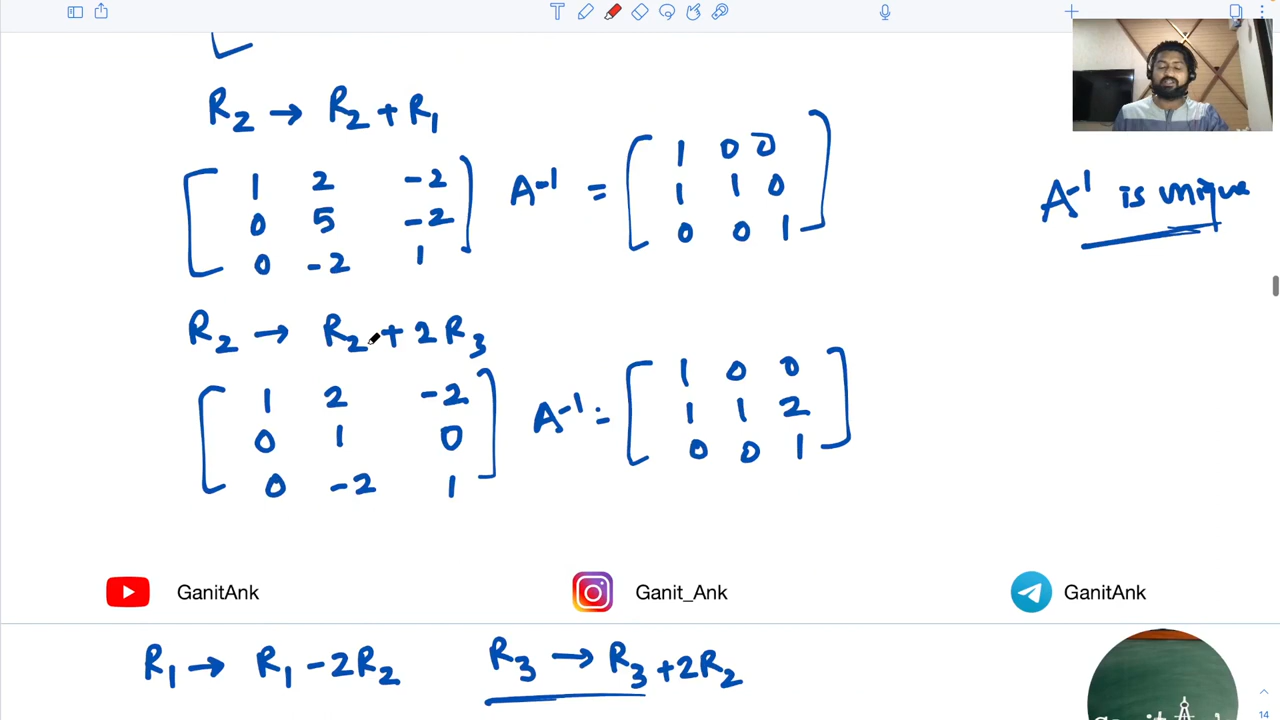 R2 → R2 + R1
[ 1 2 -2
0 5 -2
0 -2 1 ] A-1 = [ 1 0 0
1 1 0
0 0 1 ]
A-1 is unique
R2 → R2 + 2R3
[ 1 2 -2
0 1 0
0 -2 1 ] A-1 = [ 1 0 0
1 1 2
0 0 1 ]
GanitAnk Ganit_Ank GanitAnk
R1 → R1 - 2R2 R3 → R3 + 2R2
14